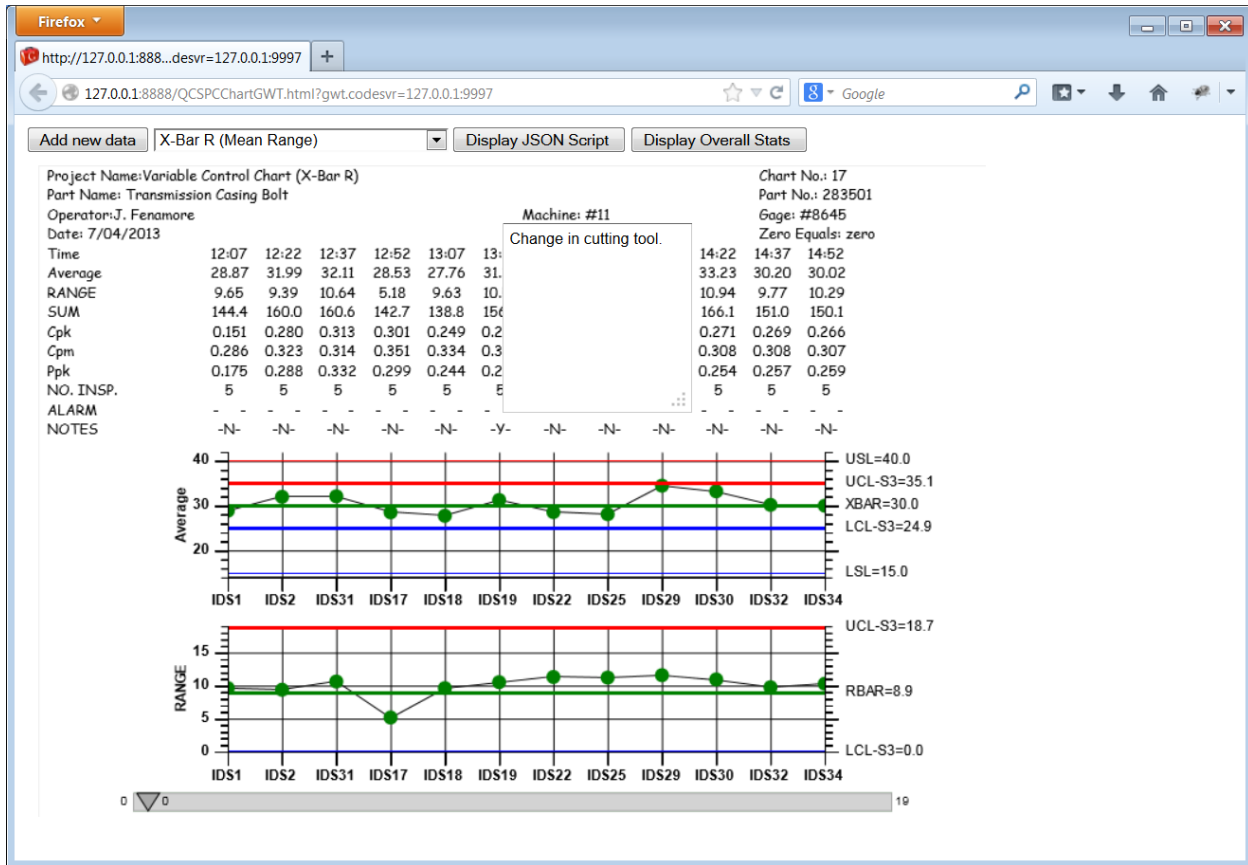 Firefox
http://127.0.0.1:888...desvr=127.0.0.1:9997 +
127.0.0.1:8888/QCSPCChartGWT.html?gwt.codesvr=127.0.0.1:9997 8 Google
Add new data X-Bar R (Mean Range) Display JSON Script Display Overall Stats
Project Name:Variable Control Chart (X-Bar R) Chart No.: 17
Part Name: Transmission Casing Bolt Part No.: 283501
Operator:J. Fenamore Machine: #11 Gage: #8645
Date: 7/04/2013 Zero Equals: zero
Change in cutting tool.
Time 12:07 12:22 12:37 12:52 13:07 13: 14:22 14:37 14:52
Average 28.87 31.99 32.11 28.53 27.76 31. 33.23 30.20 30.02
RANGE 9.65 9.39 10.64 5.18 9.63 10. 10.94 9.77 10.29
SUM 144.4 160.0 160.6 142.7 138.8 156 166.1 151.0 150.1
Cpk 0.151 0.280 0.313 0.301 0.249 0.2 0.271 0.269 0.266
Cpm 0.286 0.323 0.314 0.351 0.334 0.3 0.308 0.308 0.307
Ppk 0.175 0.288 0.332 0.299 0.244 0.2 0.254 0.257 0.259
NO. INSP. 5 5 5 5 5 5 5 5 5
ALARM - - - - - - - - - - - - - - - - - -
NOTES -N- -N- -N- -N- -N- -Y- -N- -N- -N- -N- -N- -N-
Average
40 USL=40.0
UCL-S3=35.1
30 XBAR=30.0
LCL-S3=24.9
20
LSL=15.0
IDS1 IDS2 IDS31 IDS17 IDS18 IDS19 IDS22 IDS25 IDS29 IDS30 IDS32 IDS34
RANGE
UCL-S3=18.7
15
10 RBAR=8.9
5
0 LCL-S3=0.0
IDS1 IDS2 IDS31 IDS17 IDS18 IDS19 IDS22 IDS25 IDS29 IDS30 IDS32 IDS34
0 0 19